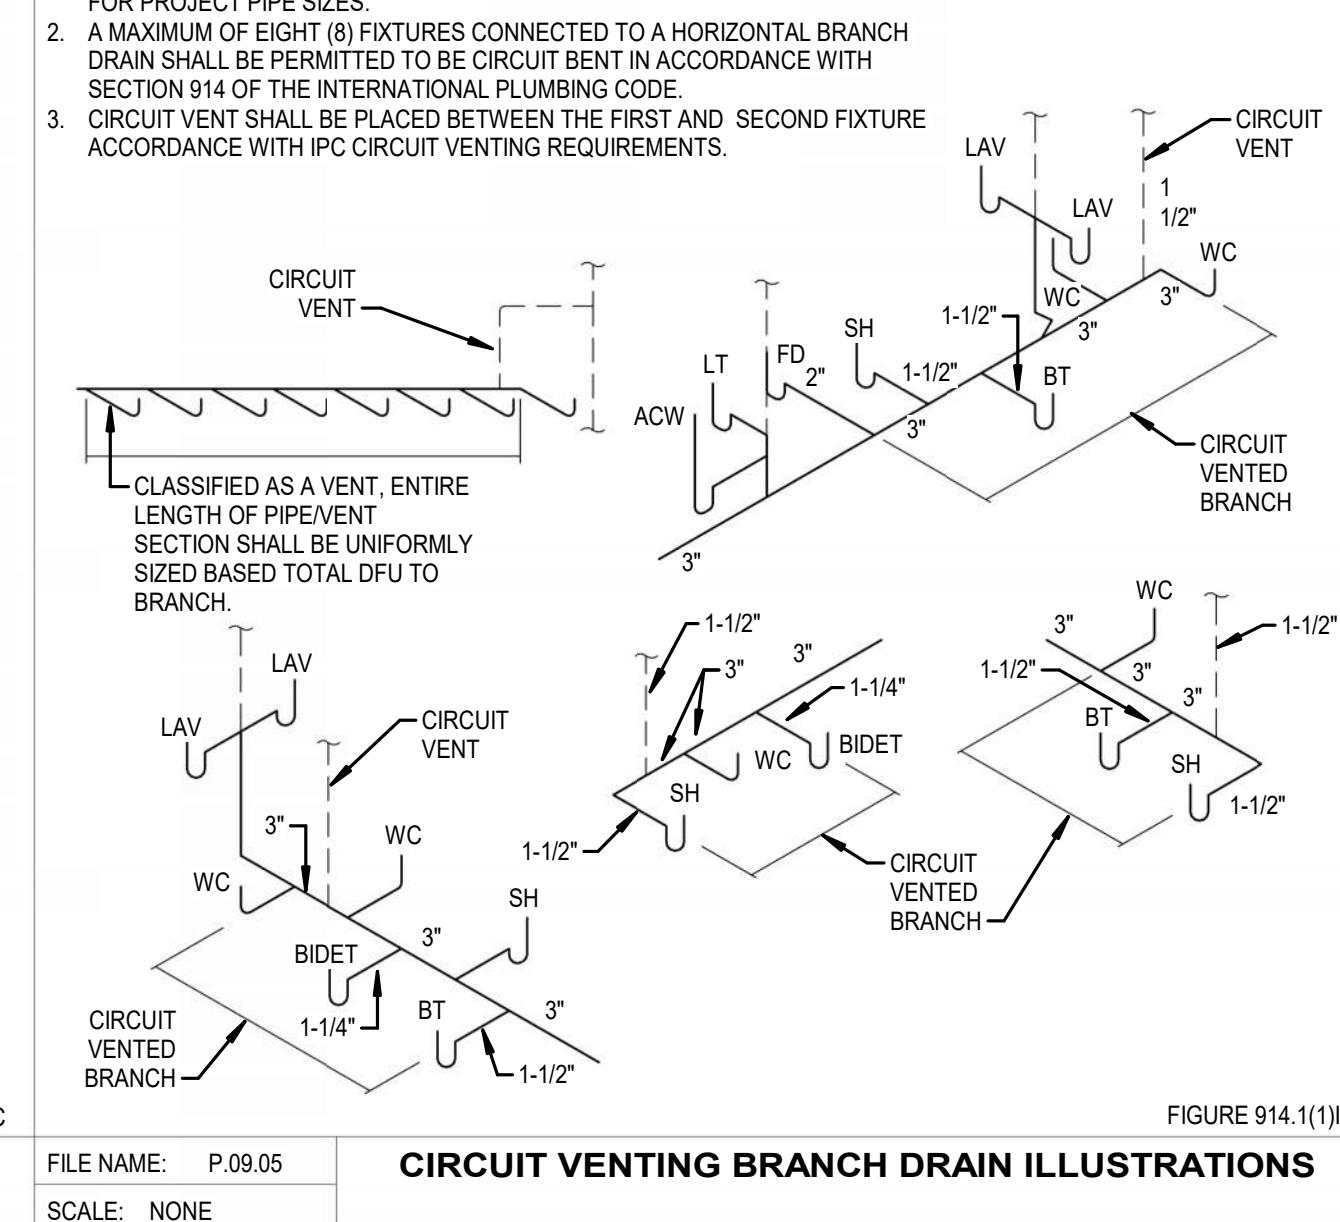 FOR PROJECT PIPE SIZES.
2. A MAXIMUM OF EIGHT (8) FIXTURES CONNECTED TO A HORIZONTAL BRANCH
DRAIN SHALL BE PERMITTED TO BE CIRCUIT BENT IN ACCORDANCE WITH
SECTION 914 OF THE INTERNATIONAL PLUMBING CODE.
3. CIRCUIT VENT SHALL BE PLACED BETWEEN THE FIRST AND SECOND FIXTURE
ACCORDANCE WITH IPC CIRCUIT VENTING REQUIREMENTS.
CIRCUIT
VENT
CLASSIFIED AS A VENT, ENTIRE
LENGTH OF PIPE/VENT
SECTION SHALL BE UNIFORMLY
SIZED BASED TOTAL DFU TO
BRANCH.
CIRCUIT
VENT
LAV
LAV
1
1/2"
WC
WC
3"
3"
1-1/2"
SH
FD
2"
LT
1-1/2"
BT
ACW
3"
CIRCUIT
VENTED
BRANCH
3"
LAV
LAV
CIRCUIT
VENT
3"
WC
WC
SH
3"
BIDET
1-1/4"
BT
3"
1-1/2"
CIRCUIT
VENTED
BRANCH
1-1/2"
3"
3"
1-1/4"
WC
BIDET
SH
1-1/2"
CIRCUIT
VENTED
BRANCH
WC
3"
1-1/2"
1-1/2"
3"
3"
BT
SH
1-1/2"
C
FIGURE 914.1(1)I
FILE NAME: P.09.05
CIRCUIT VENTING BRANCH DRAIN ILLUSTRATIONS
SCALE: NONE